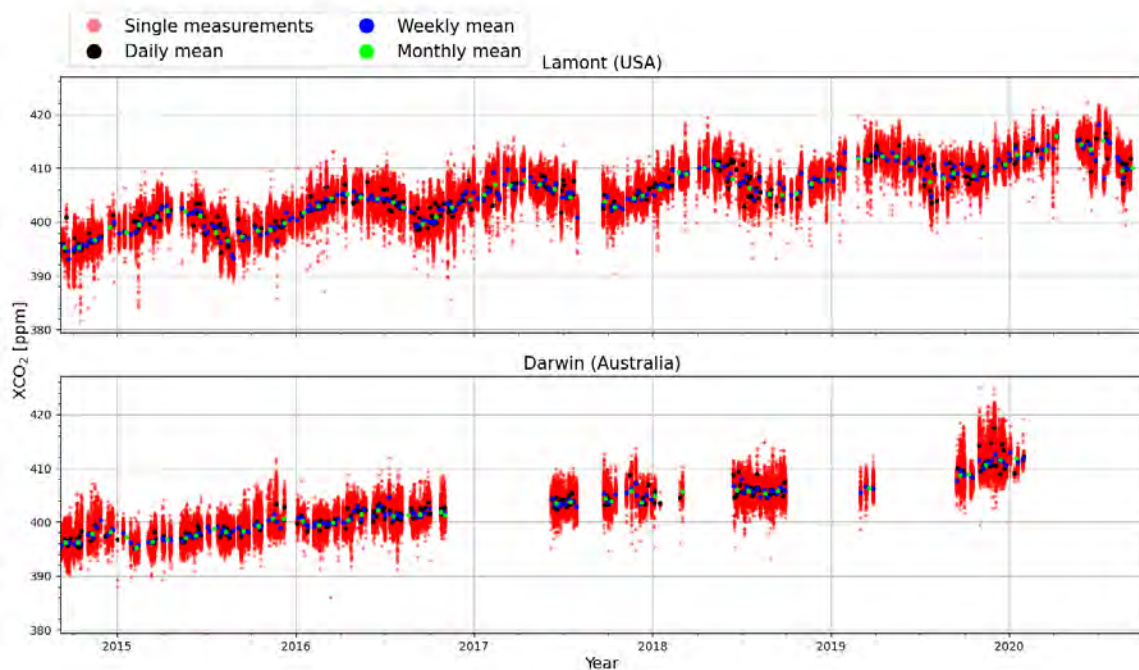 Single measurements
Daily mean
Weekly mean
Monthly mean
Lamont (USA)
420
410
400
390
380
XCO₂ [ppm]
Darwin (Australia)
420
410
400
390
380
2015 2016 2017 2018 2019 2020
Year